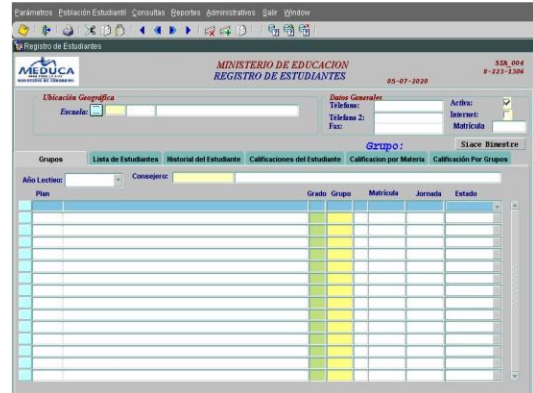 Parámetros Población Estudiantil Consultas Reportes Administrativos Salir Window
Registro de Estudiantes
MEDUCA
MINISTERIO DE EDUCACION
REGISTRO DE ESTUDIANTES
05-07-2020
SIA_004
8-223-1306
Ubicación Geográfica
Escuela:
Datos Generales
Telefono:
Telefono 2:
Fax:
Activa:
Internet:
Matrícula
Grupo:
Siace Bimestre
Grupos Lista de Estudiantes Historial del Estudiante Calificaciones del Estudiante Calificacion por Materia Calificación Por Grupos
Año Lectivo: Consejero:
Plan Grado Grupo Matrícula Jornada Estado